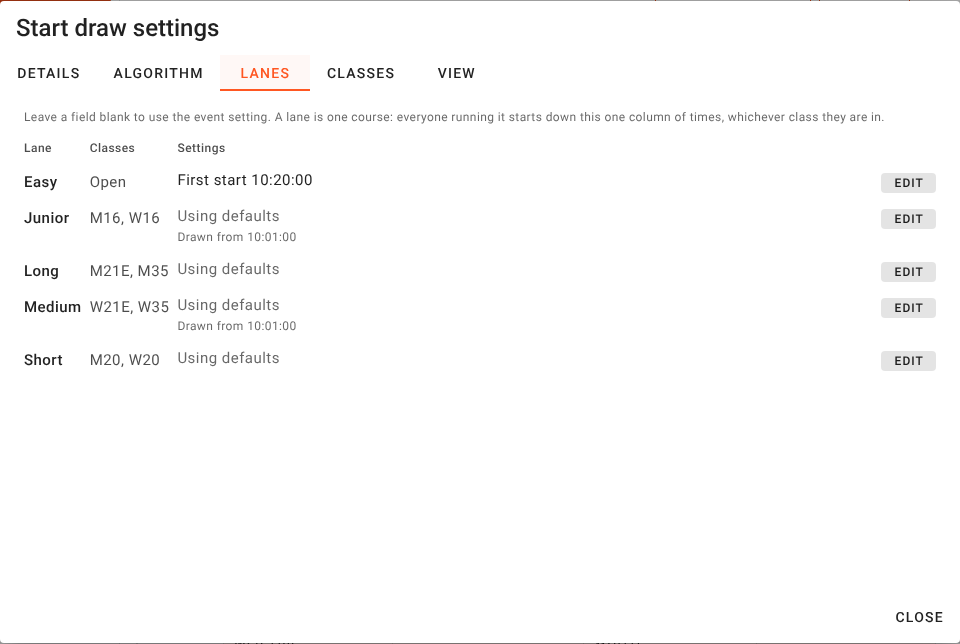 Start draw settings
DETAILS ALGORITHM LANES CLASSES VIEW
Leave a field blank to use the event setting. A lane is one course: everyone running it starts down this one column of times, whichever class they are in.
Lane Classes Settings
Easy Open First start 10:20:00 EDIT
Junior M16, W16 Using defaults EDIT
Drawn from 10:01:00
Long M21E, M35 Using defaults EDIT
Medium W21E, W35 Using defaults EDIT
Drawn from 10:01:00
Short M20, W20 Using defaults EDIT
CLOSE